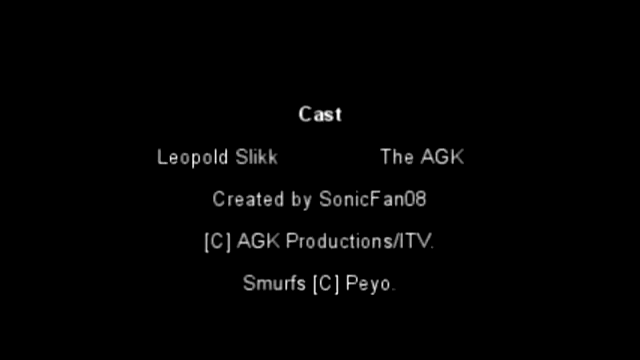 Cast
Leopold Slikk The AGK
Created by SonicFan08
[C] AGK Productions/ITV.
Smurfs [C] Peyo.